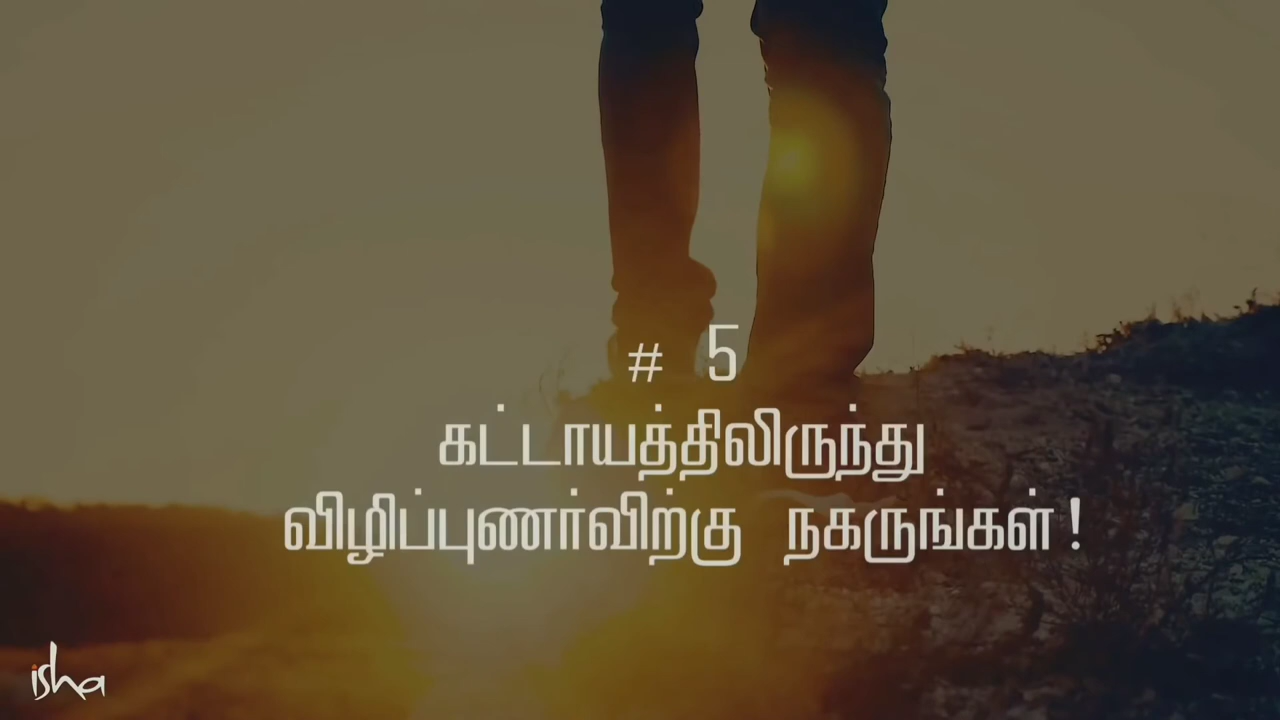 # 5
கட்டாயத்திலிருந்து
விழிப்புணர்விற்கு நகருங்கள்!
isha